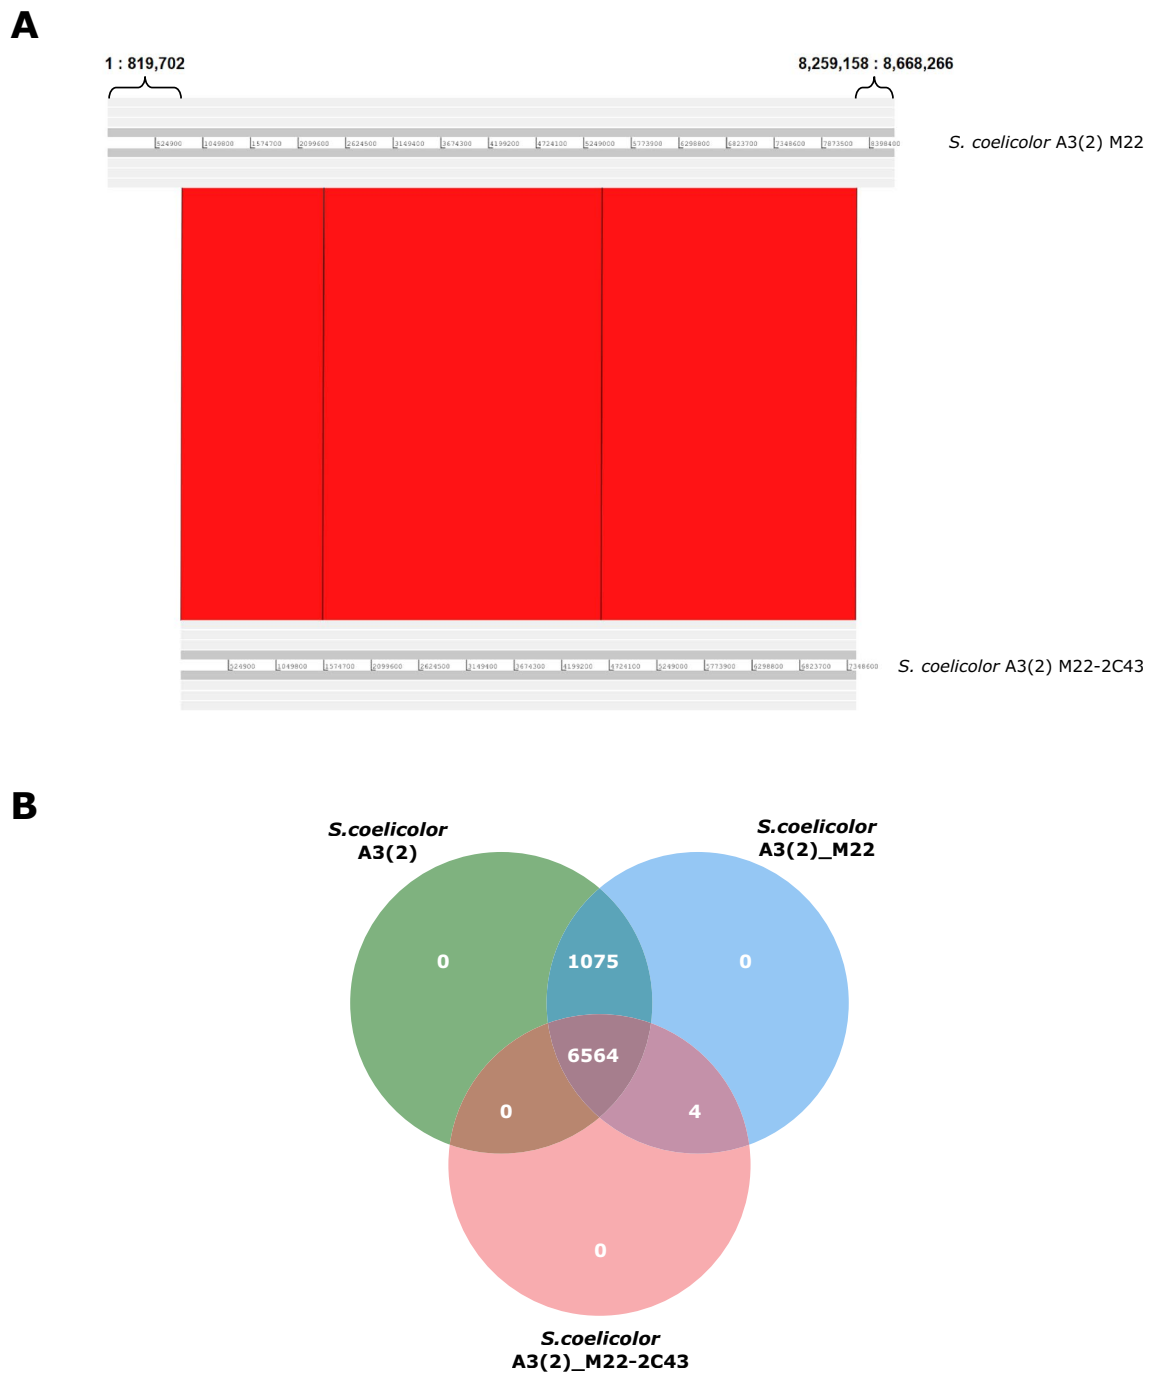 A
1 : 819,702
8,259,158 : 8,668,266
524900 1049800 1574700 2099600 2624500 3149400 3674300 4199200 4724100 5249000 5773900 6298800 6823700 7348600 7873500 8398400
S. coelicolor A3(2) M22
524900 1049800 1574700 2099600 2624500 3149400 3674300 4199200 4724100 5249000 5773900 6298800 6823700 7348600
S. coelicolor A3(2) M22-2C43
B
S.coelicolor
A3(2)
S.coelicolor
A3(2)_M22
0
1075
0
6564
0
4
0
S.coelicolor
A3(2)_M22-2C43